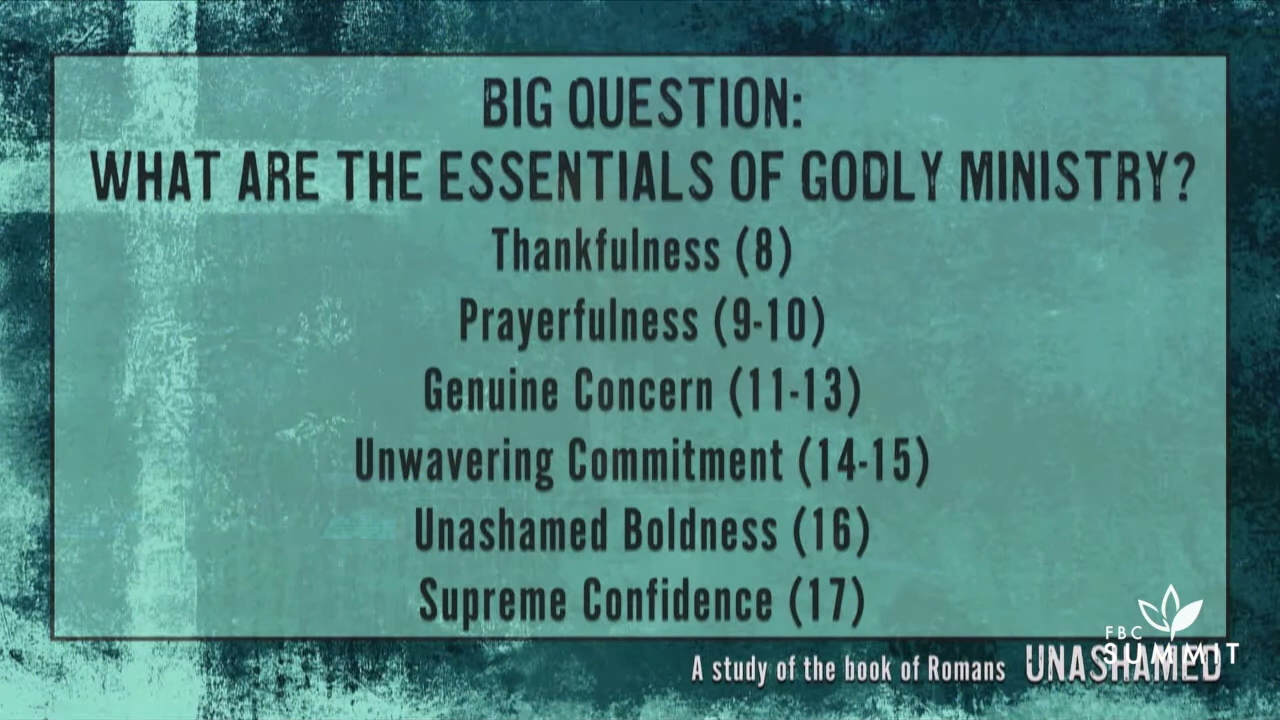 BIG QUESTION:
WHAT ARE THE ESSENTIALS OF GODLY MINISTRY?
Thankfulness (8)
Prayerfulness (9-10)
Genuine Concern (11-13)
Unwavering Commitment (14-15)
Unashamed Boldness (16)
Supreme Confidence (17)
A study of the book of Romans UNASHAMED
FBC
SUMMIT